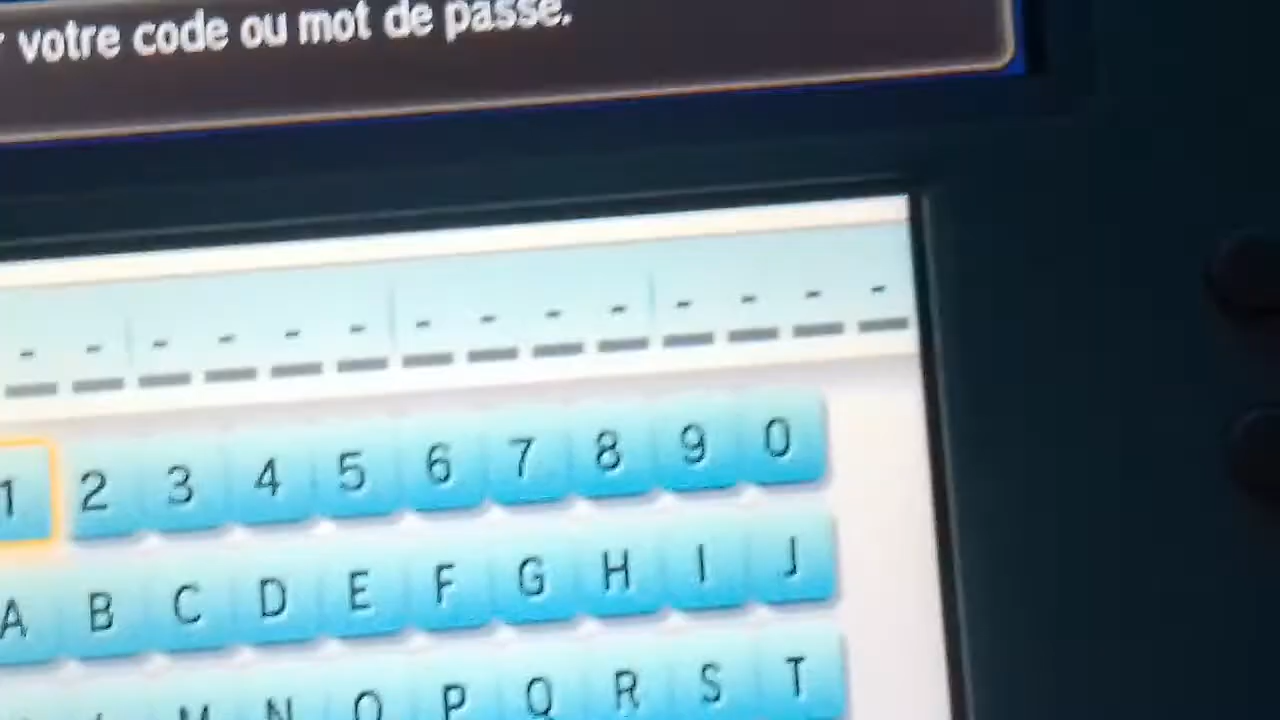 votre code ou mot de passe.
- - - - - - - - - - - - - -
1 2 3 4 5 6 7 8 9 0
A B C D E F G H I J
M N O P Q R S T